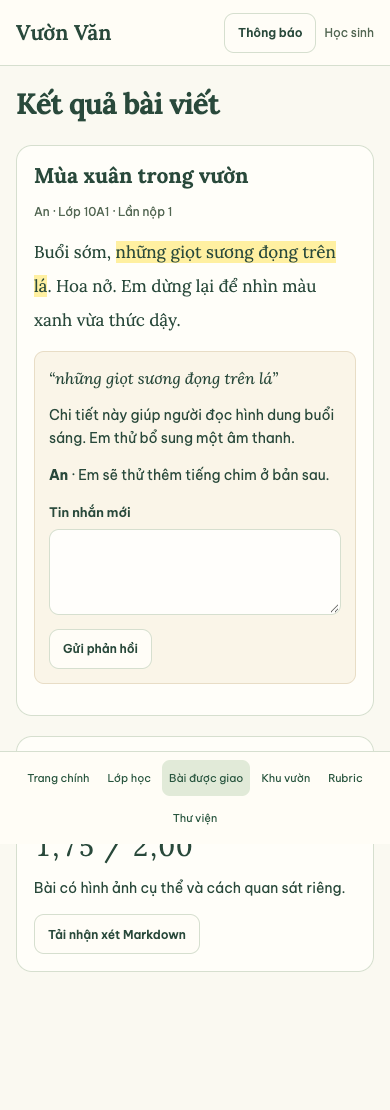 Vườn Văn
Thông báo
Học sinh
Kết quả bài viết
Mùa xuân trong vườn
An · Lớp 10A1 · Lần nộp 1
Buổi sớm, những giọt sương đọng trên
lá. Hoa nở. Em dừng lại để nhìn màu
xanh vừa thức dậy.
“những giọt sương đọng trên lá”
Chi tiết này giúp người đọc hình dung buổi
sáng. Em thử bổ sung một âm thanh.
An · Em sẽ thử thêm tiếng chim ở bản sau.
Tin nhắn mới
Gửi phản hồi
Trang chính
Lớp học
Bài được giao
Khu vườn
Rubric
Thư viện
1,75 / 2,00
Bài có hình ảnh cụ thể và cách quan sát riêng.
Tải nhận xét Markdown